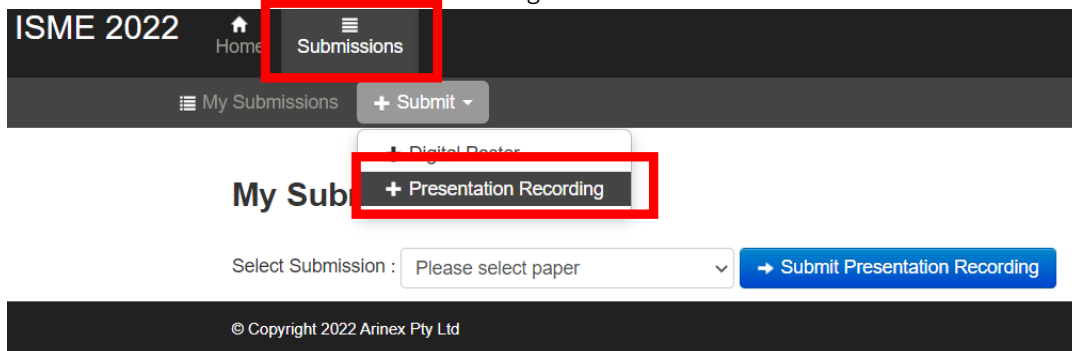 ISME 2022
Home
Submissions
My Submissions
+ Submit
+ Presentation Recording
My
Select Submission :
Please select paper
Submit Presentation Recording
© Copyright 2022 Arinex Pty Ltd